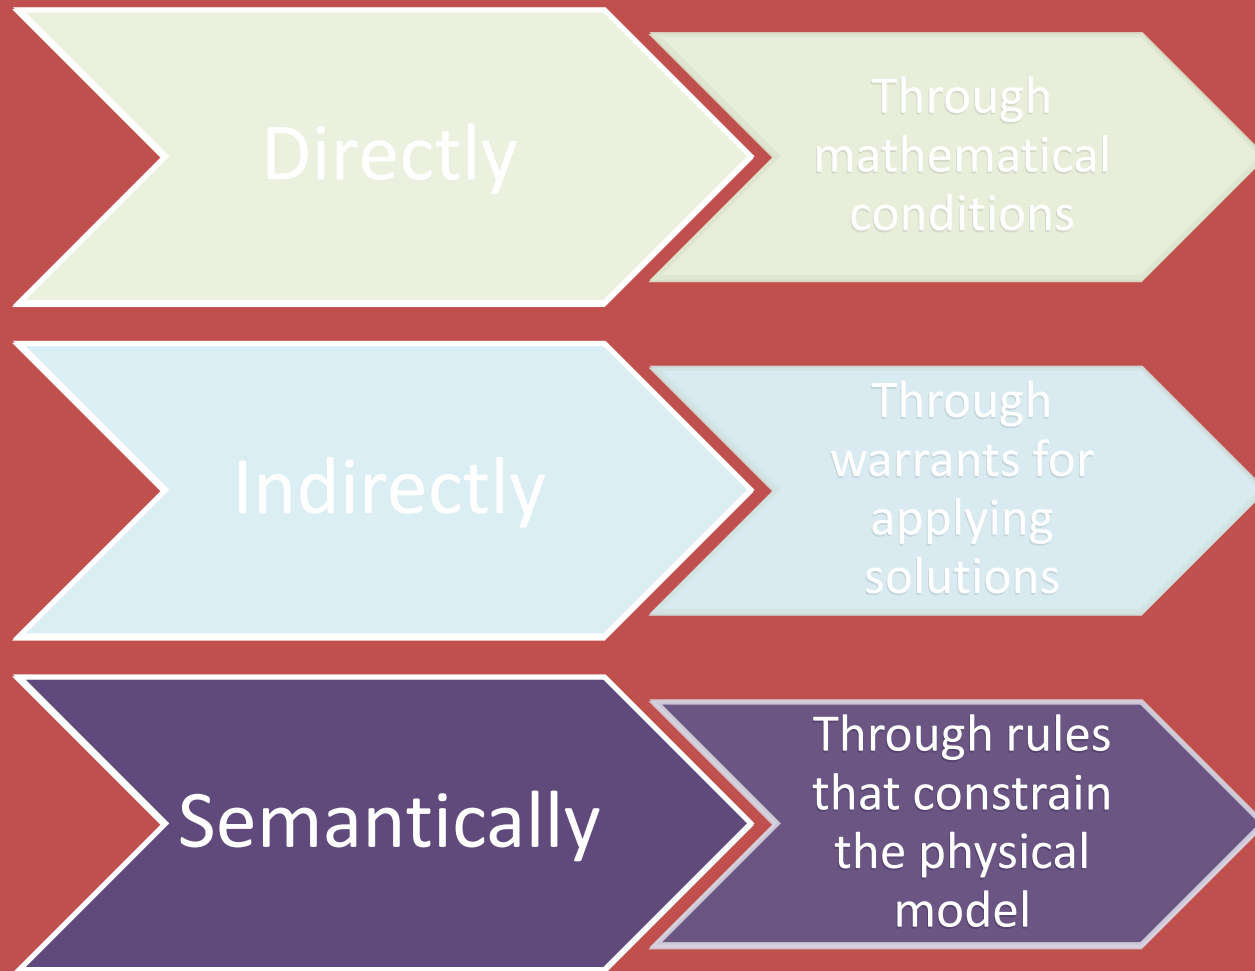 Directly
Through
mathematical
conditions
Indirectly
Through
warrants for
applying
solutions
Semantically
Through rules
that constrain
the physical
model